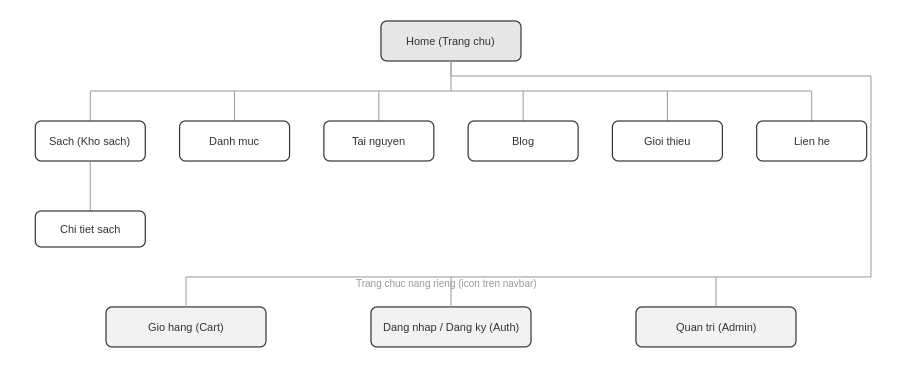 Home (Trang chu)
Sach (Kho sach)
Danh muc
Tai nguyen
Blog
Gioi thieu
Lien he
Chi tiet sach
Trang chuc nang rieng (icon tren navbar)
Gio hang (Cart)
Dang nhap / Dang ky (Auth)
Quan tri (Admin)